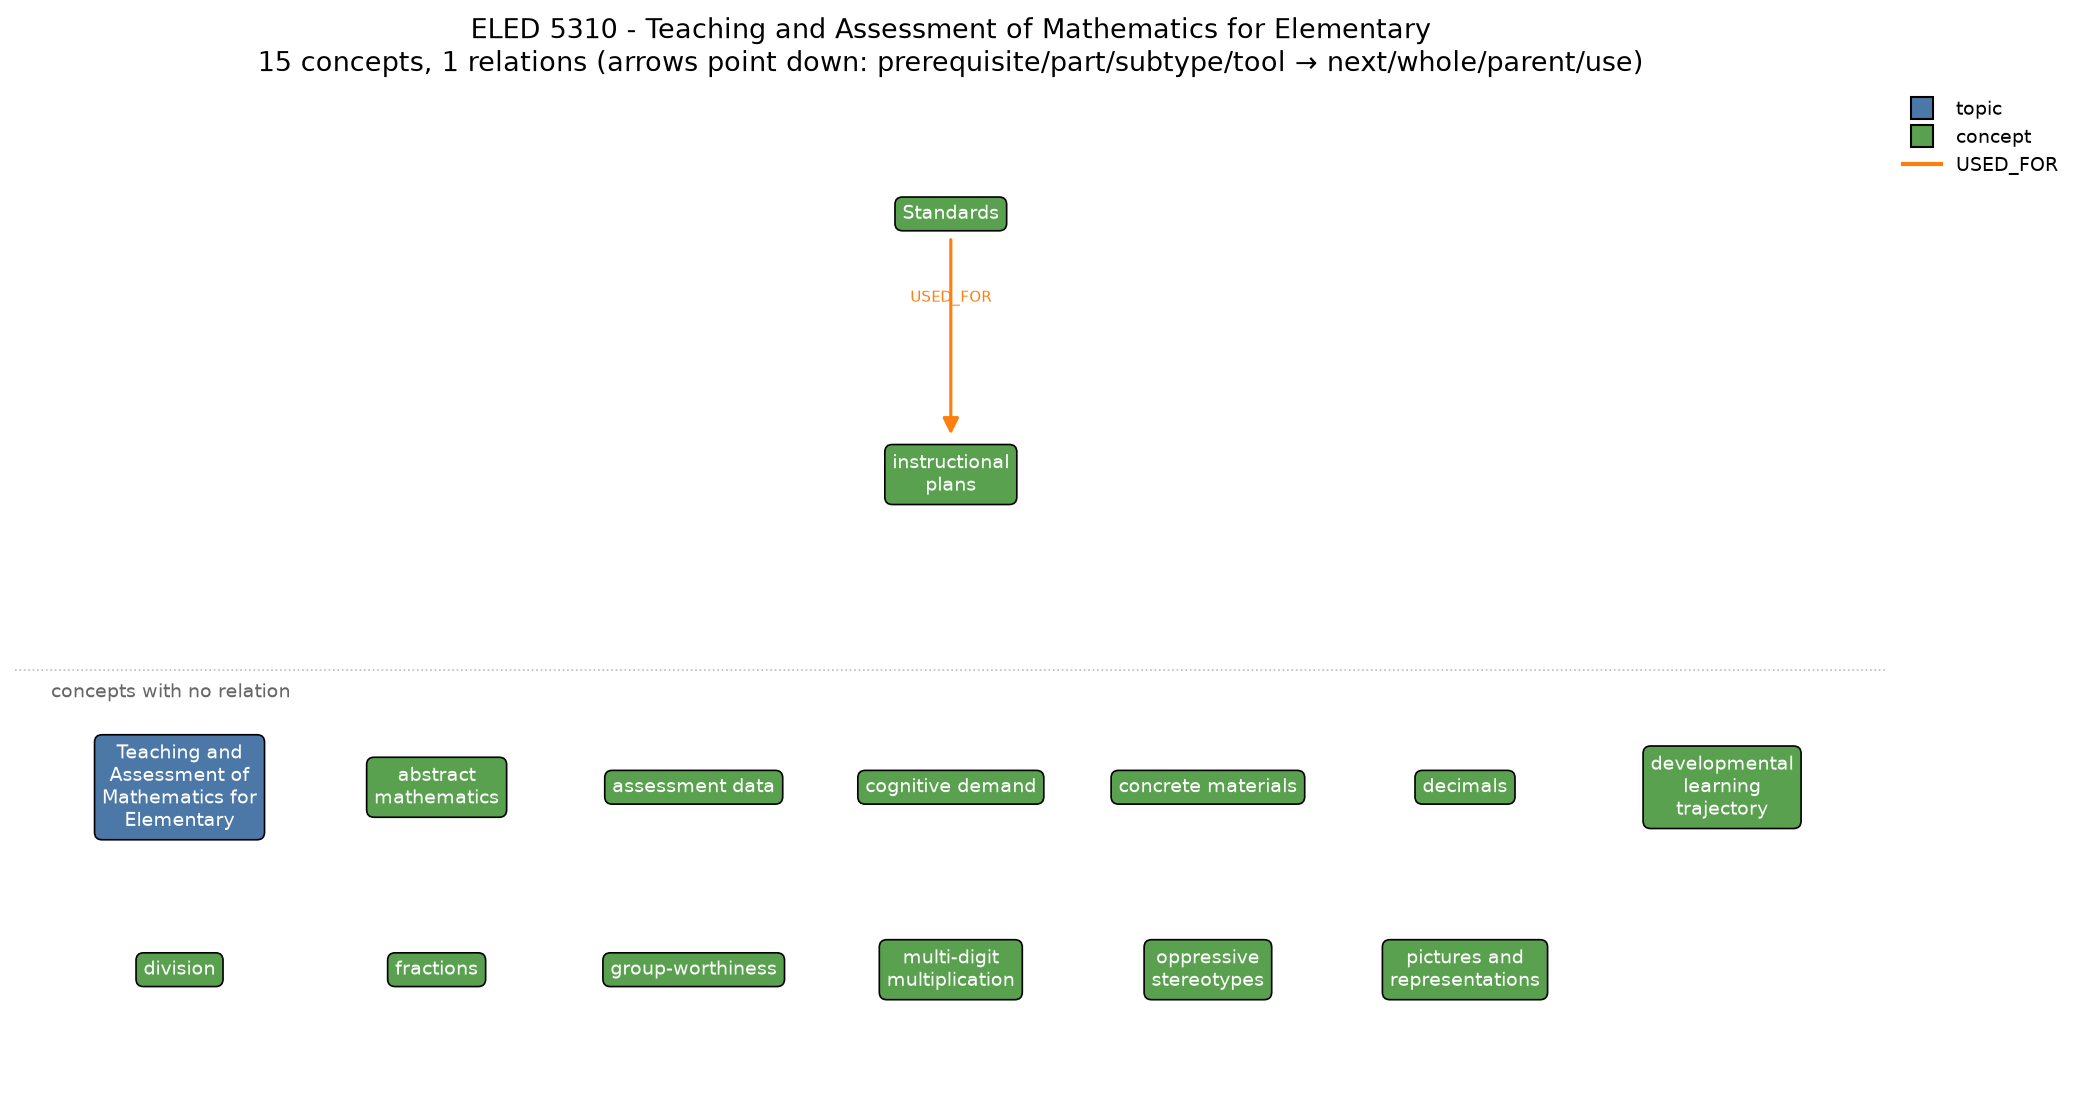 ELED 5310 - Teaching and Assessment of Mathematics for Elementary
15 concepts, 1 relations (arrows point down: prerequisite/part/subtype/tool → next/whole/parent/use)
topic
concept
USED_FOR
Standards
USED_FOR
instructional
plans
concepts with no relation
Teaching and
Assessment of
Mathematics for
Elementary
abstract
mathematics
assessment data
cognitive demand
concrete materials
decimals
developmental
learning
trajectory
division
fractions
group-worthiness
multi-digit
multiplication
oppressive
stereotypes
pictures and
representations